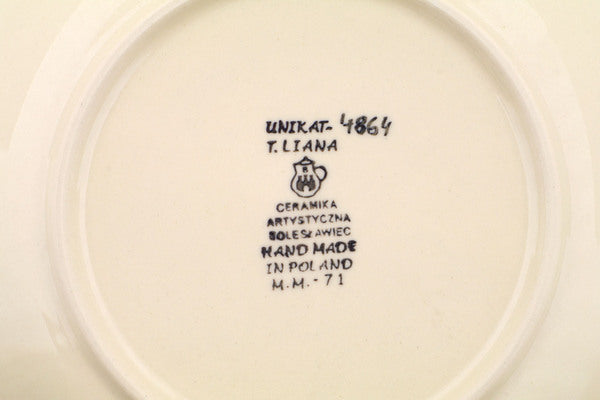 UNIKAT- 4864
T. LIANA
B
CERAMIKA
ARTYSTYCZNA
BOLESŁAWIEC
HAND MADE
IN POLAND
M.M.-71